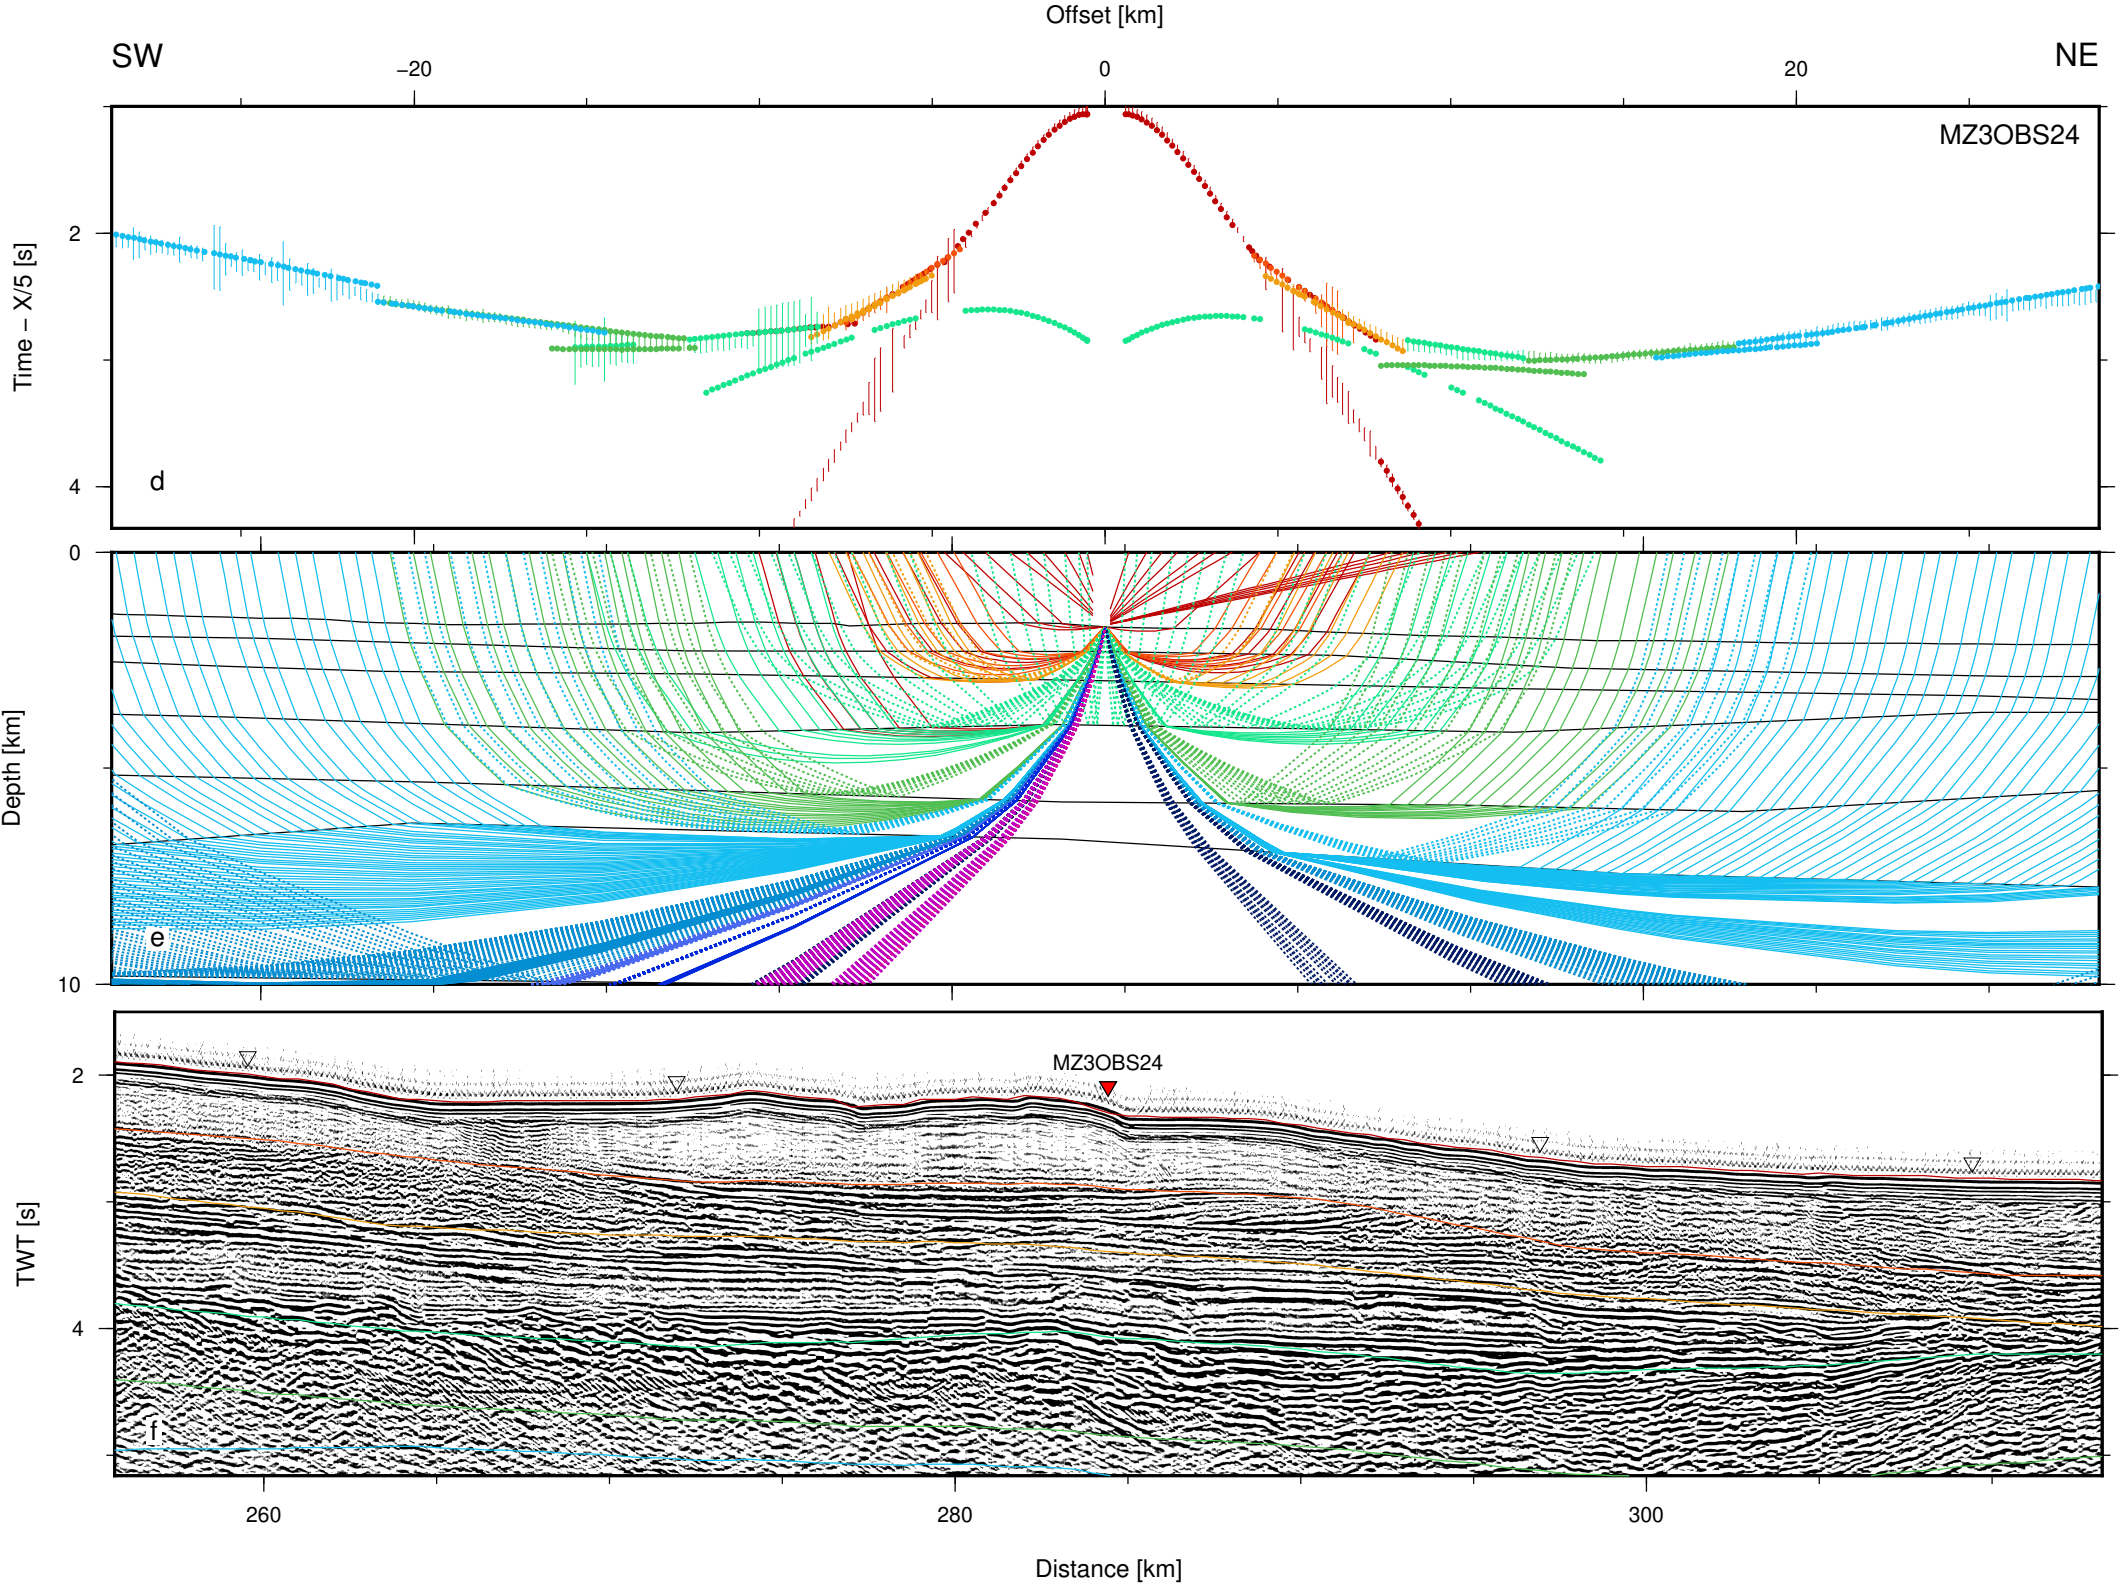 Offset [km]
SW
NE
−20
0
20
MZ3OBS24
Time – X/5 [s]
2
4
d
0
10
Depth [km]
e
MZ3OBS24
2
4
TWT [s]
f
260
280
300
Distance [km]